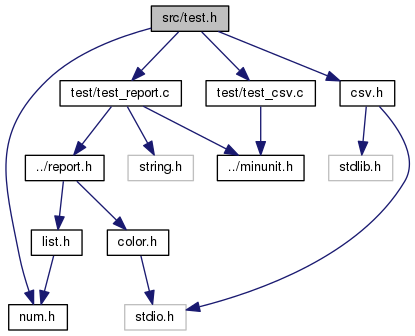 src/test.h
test/test_report.c
test/test_csv.c
csv.h
../report.h
string.h
../minunit.h
stdlib.h
list.h
color.h
num.h
stdio.h